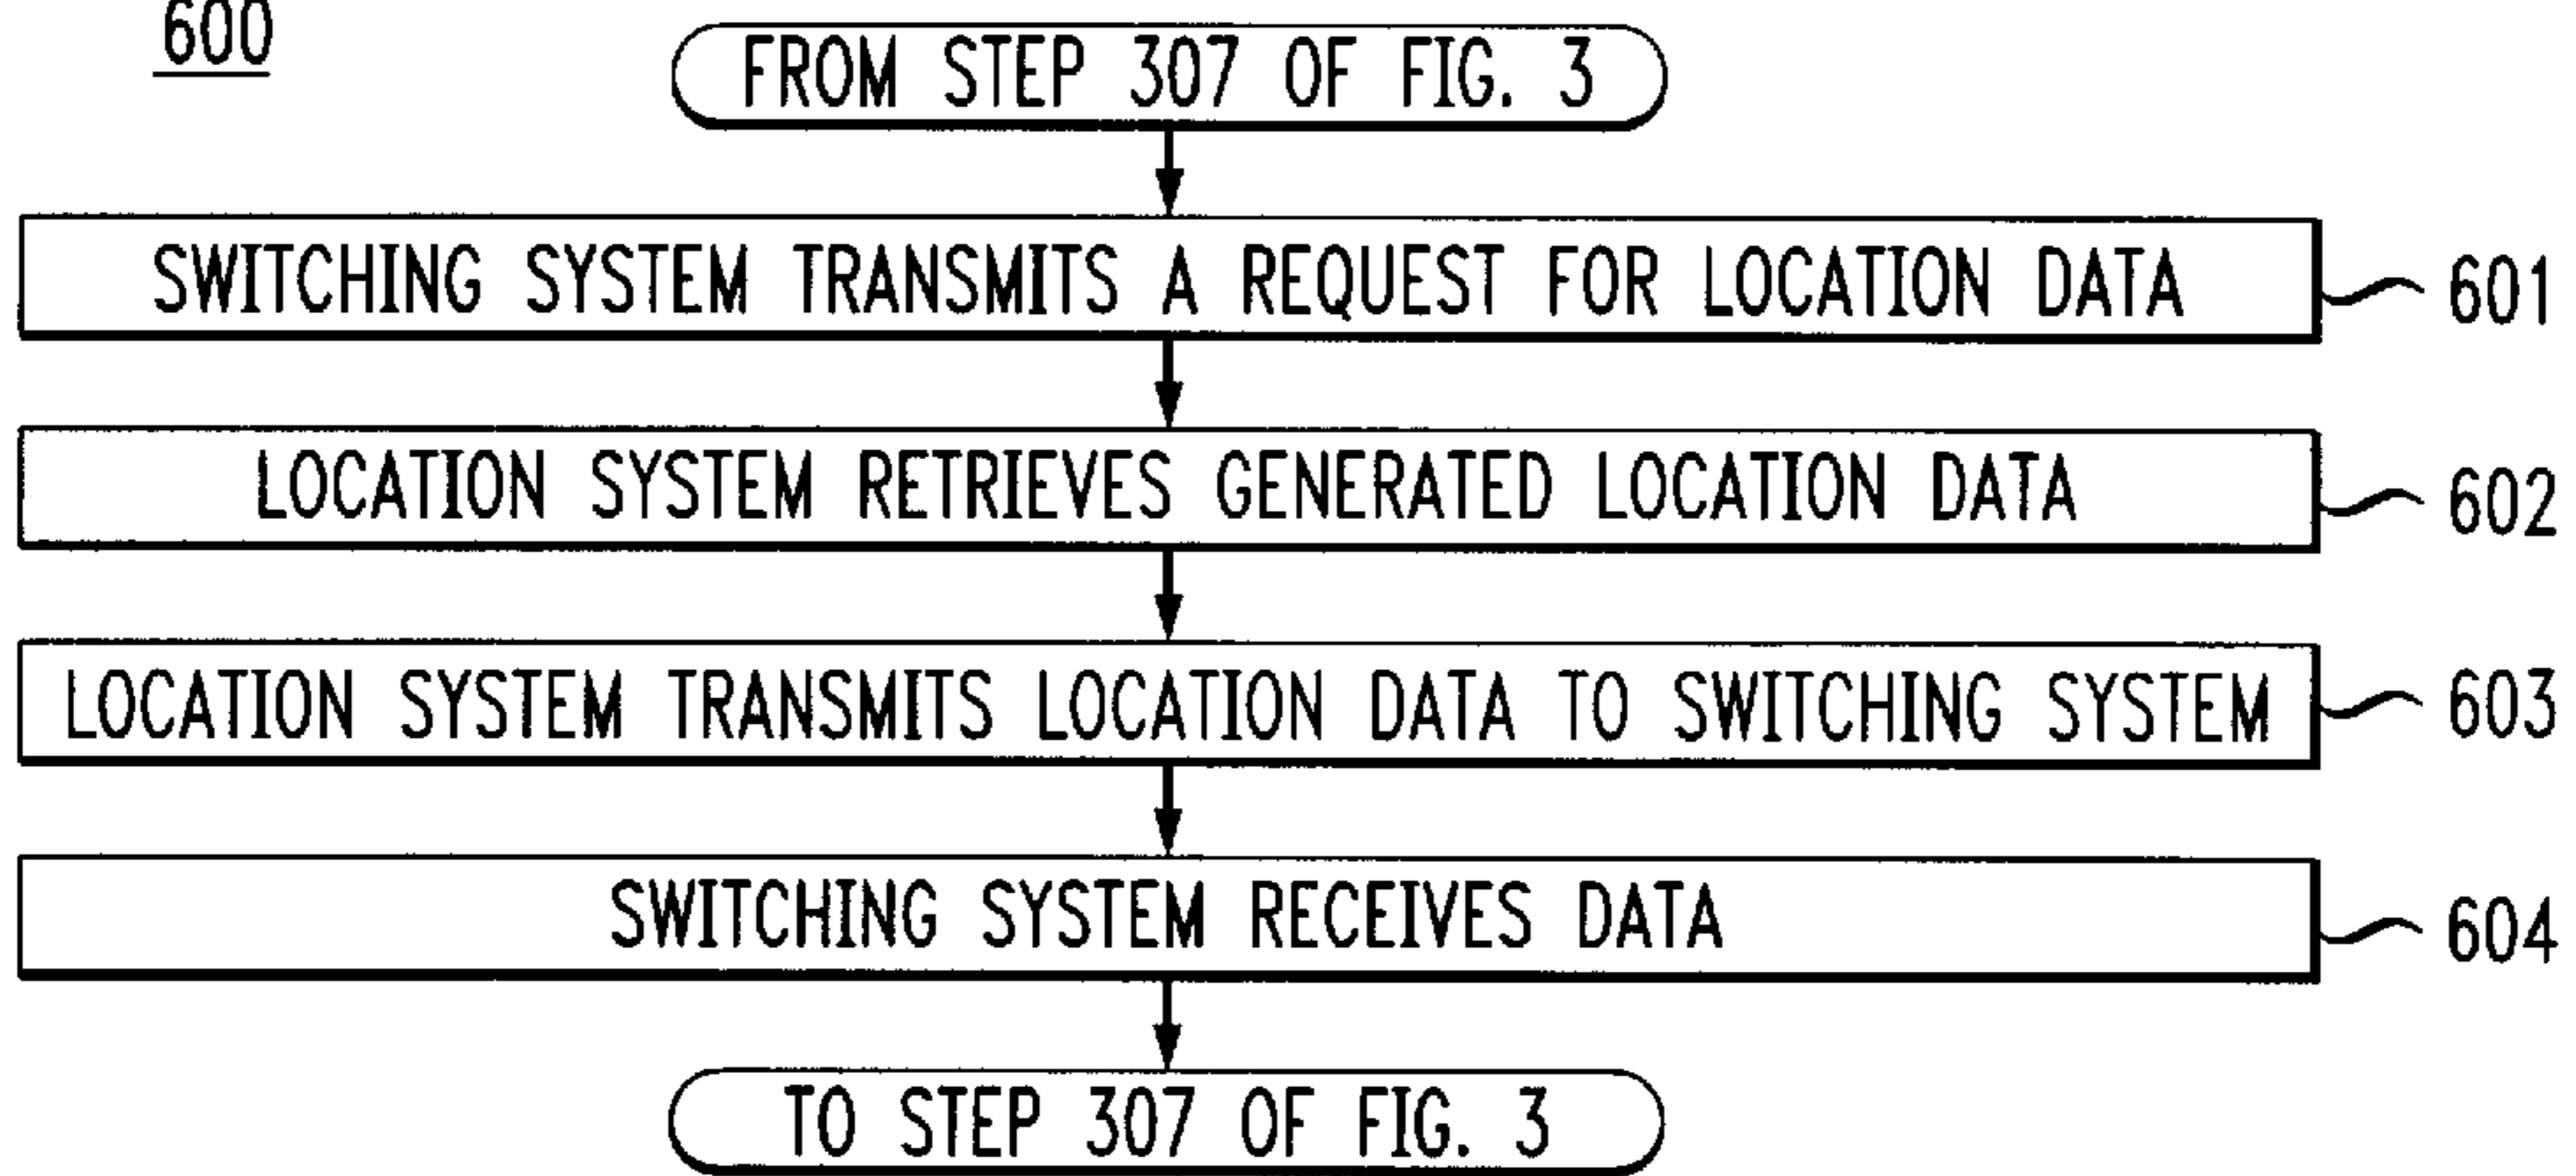 600
FROM STEP 307 OF FIG. 3
SWITCHING SYSTEM TRANSMITS A REQUEST FOR LOCATION DATA
601
LOCATION SYSTEM RETRIEVES GENERATED LOCATION DATA
602
LOCATION SYSTEM TRANSMITS LOCATION DATA TO SWITCHING SYSTEM
603
SWITCHING SYSTEM RECEIVES DATA
604
TO STEP 307 OF FIG. 3